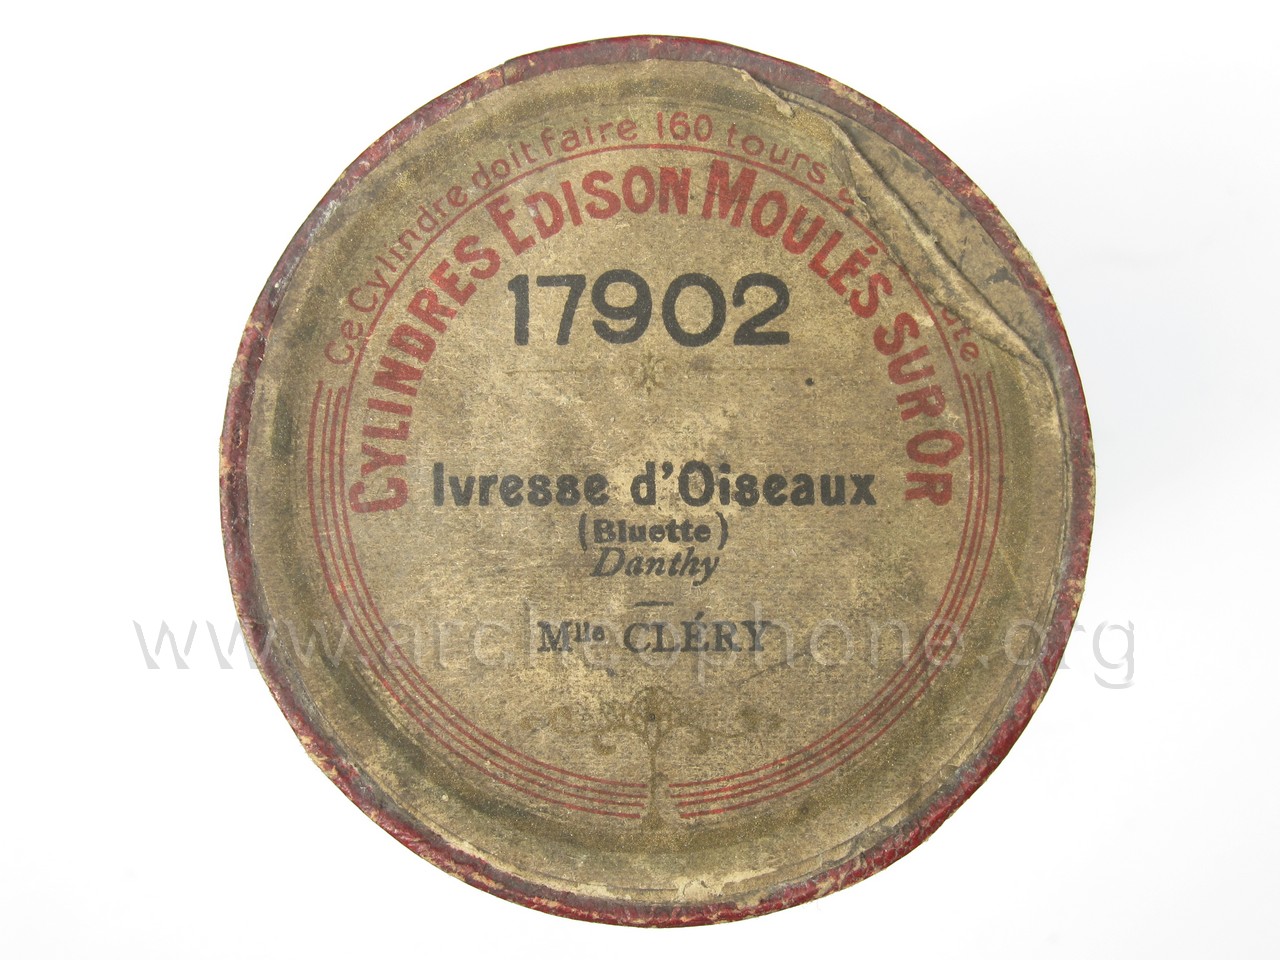 Ce Cylindre doit faire 160 tours
CYLINDRES EDISON MOULÉS SUR OR
17902
Ivresse d'Oiseaux
(Bluette)
Danthy
Mlle CLÉRY
www.archeophone.org